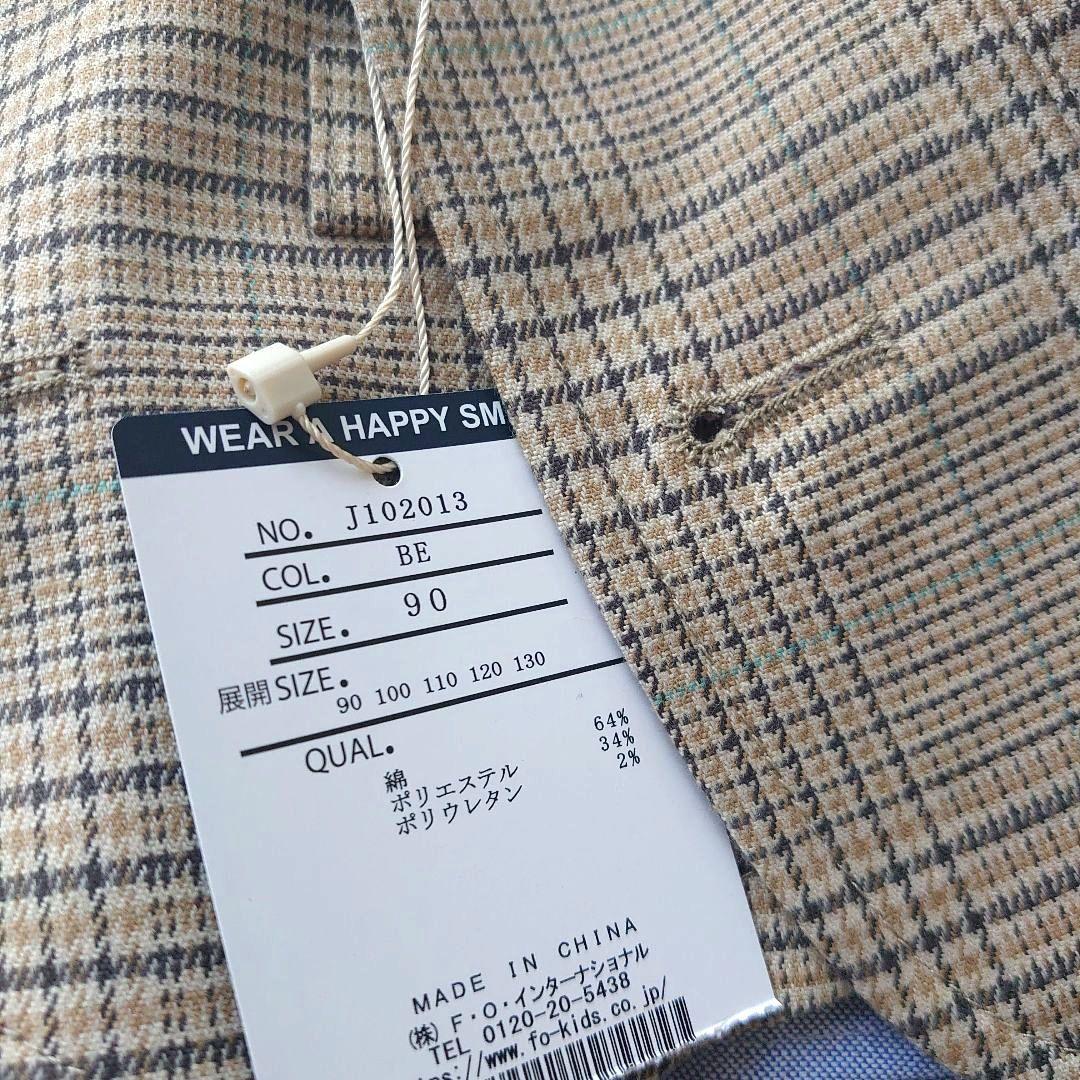 WEAR A HAPPY SM
NO. J102013
COL. BE
SIZE. 90
展開SIZE. 90 100 110 120 130
QUAL.
綿 64%
ポリエステル 34%
ポリウレタン 2%
MADE IN CHINA
(株) F・O・インターナショナル
TEL 0120-20-5438
ps://www.fo-kids.co.jp/